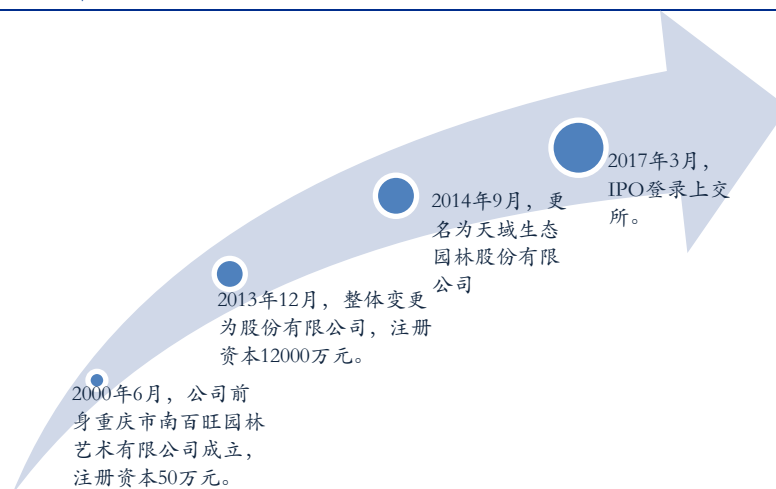 2017年3月，
IPO登录上交
所。
2014年9月，更
名为天域生态
园林股份有限
公司
2013年12月，整体变更
为股份有限公司，注册
资本12000万元。
2000年6月，公司前
身重庆市南百旺园林
艺术有限公司成立，
注册资本50万元。